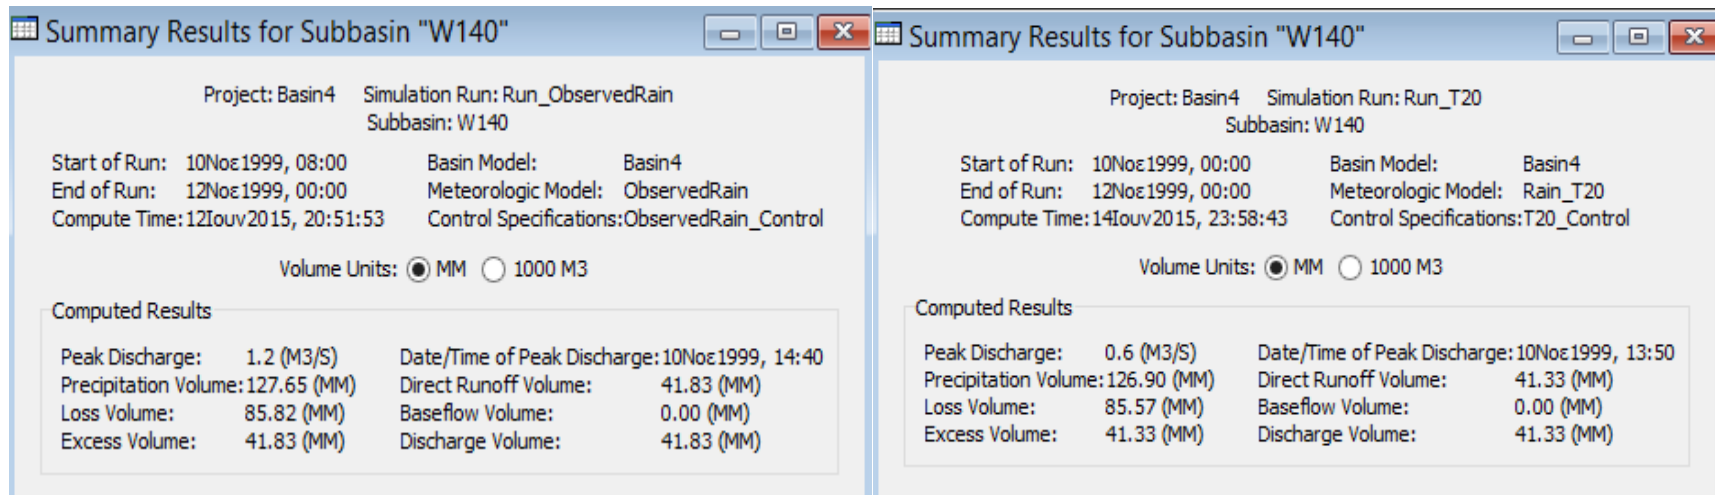 Summary Results for Subbasin "W140"
Project: Basin4 Simulation Run: Run_ObservedRain
Subbasin: W140
Start of Run: 10Νοε1999, 08:00 Basin Model: Basin4
End of Run: 12Νοε1999, 00:00 Meteorologic Model: ObservedRain
Compute Time: 12Ιουν2015, 20:51:53 Control Specifications: ObservedRain_Control
Volume Units: MM 1000 M3
Computed Results
Peak Discharge: 1.2 (M3/S) Date/Time of Peak Discharge: 10Νοε1999, 14:40
Precipitation Volume: 127.65 (MM) Direct Runoff Volume: 41.83 (MM)
Loss Volume: 85.82 (MM) Baseflow Volume: 0.00 (MM)
Excess Volume: 41.83 (MM) Discharge Volume: 41.83 (MM)
Summary Results for Subbasin "W140"
Project: Basin4 Simulation Run: Run_T20
Subbasin: W140
Start of Run: 10Νοε1999, 00:00 Basin Model: Basin4
End of Run: 12Νοε1999, 00:00 Meteorologic Model: Rain_T20
Compute Time: 14Ιουν2015, 23:58:43 Control Specifications: T20_Control
Volume Units: MM 1000 M3
Computed Results
Peak Discharge: 0.6 (M3/S) Date/Time of Peak Discharge: 10Νοε1999, 13:50
Precipitation Volume: 126.90 (MM) Direct Runoff Volume: 41.33 (MM)
Loss Volume: 85.57 (MM) Baseflow Volume: 0.00 (MM)
Excess Volume: 41.33 (MM) Discharge Volume: 41.33 (MM)